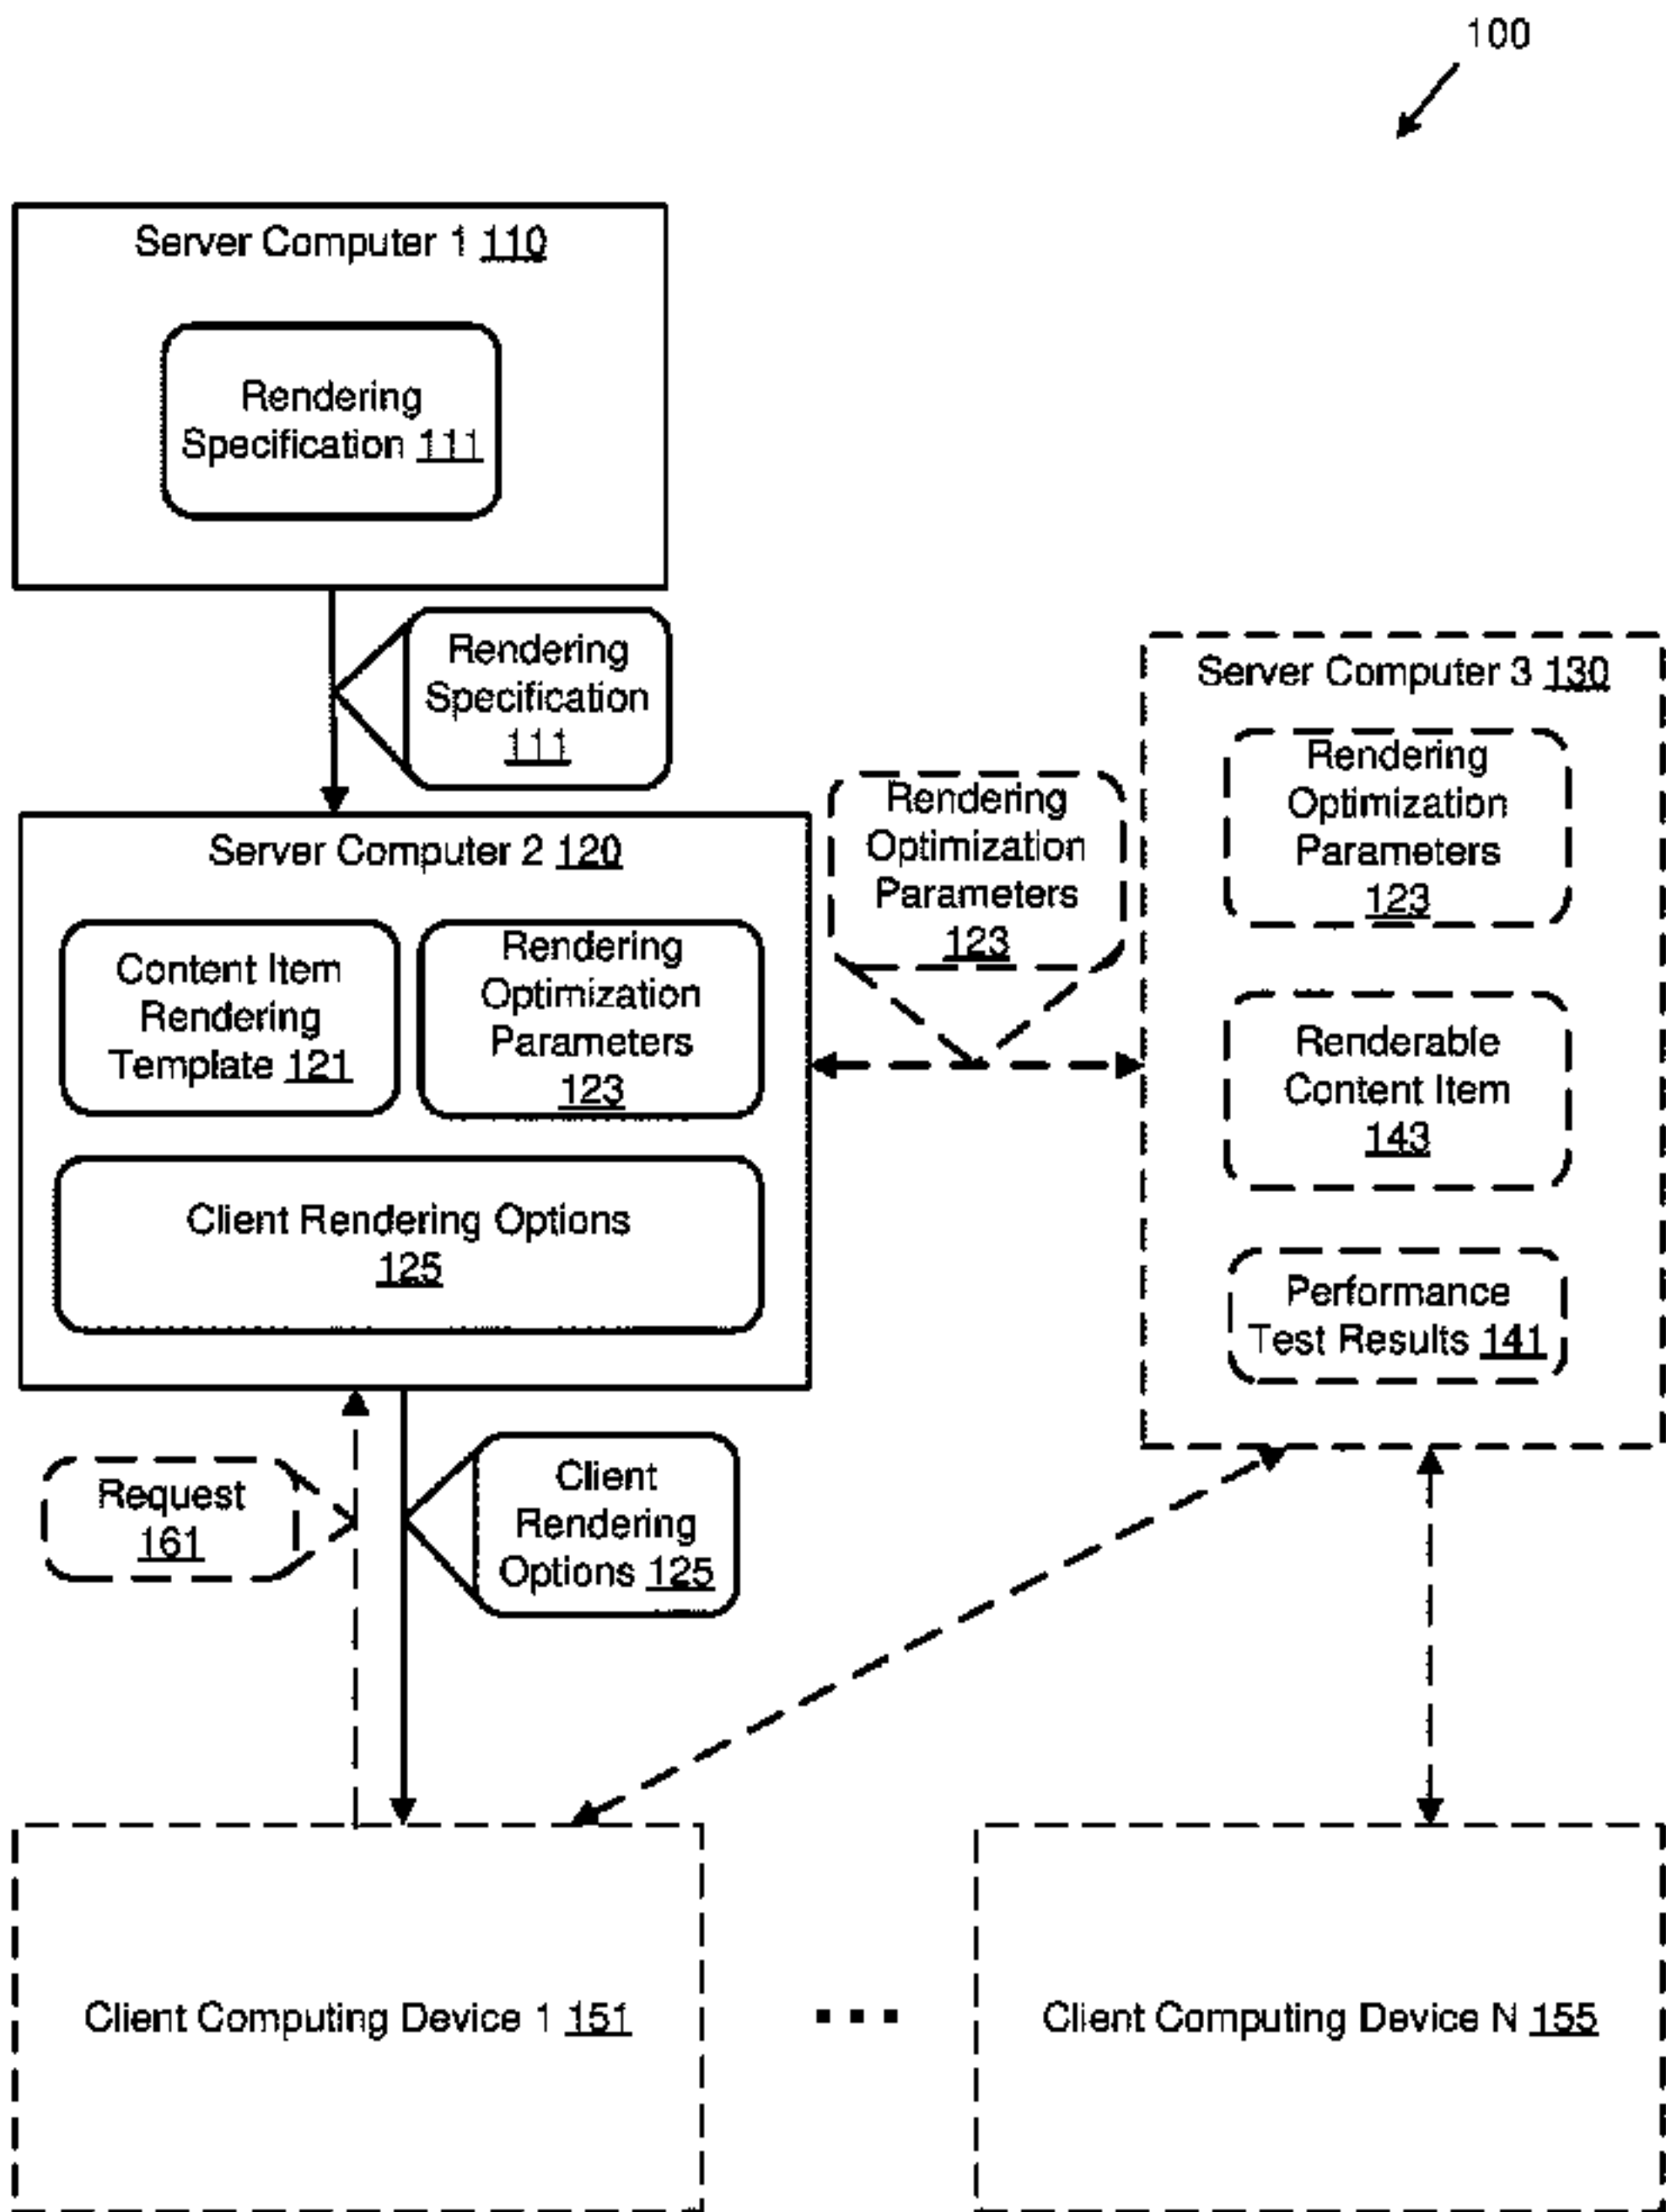 100
Server Computer 1 110
Rendering
Specification 111
Rendering
Specification
111
Server Computer 2 120
Content Item
Rendering
Template 121
Rendering
Optimization
Parameters
123
Client Rendering Options
125
Rendering
Optimization
Parameters
123
Server Computer 3 130
Rendering
Optimization
Parameters
123
Renderable
Content Item
143
Performance
Test Results 141
Request
161
Client
Rendering
Options 125
Client Computing Device 1 151
...
Client Computing Device N 155